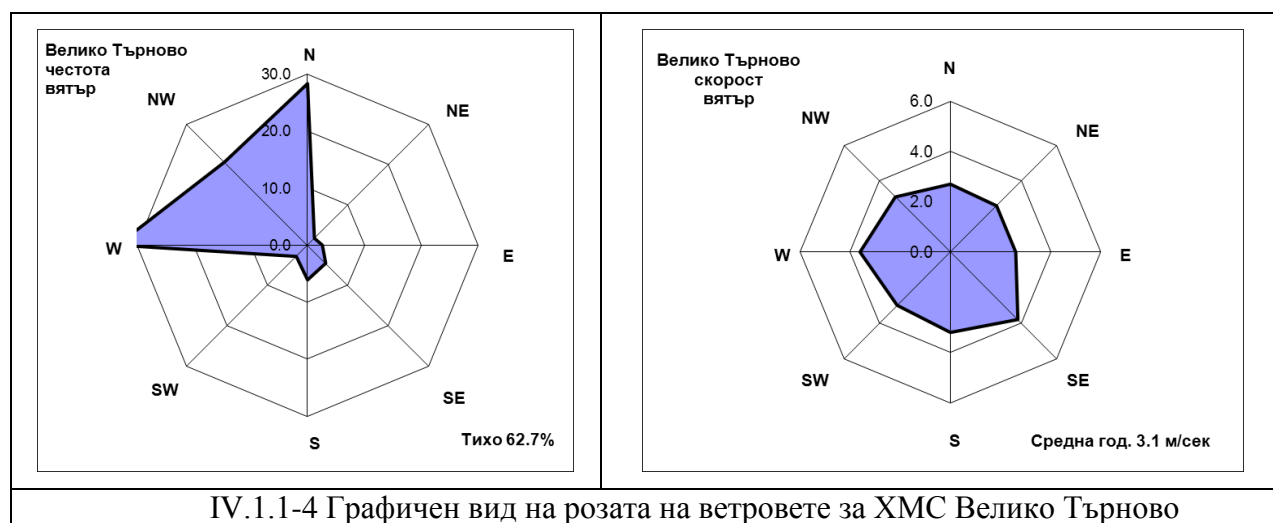 Велико Търново
честота
вятър
N
30.0
NW
NE
20.0
10.0
W
0.0
E
SW
SE
S
Тихо 62.7%
Велико Търново
скорост
вятър
N
6.0
NW
NE
4.0
2.0
W
0.0
E
SW
SE
S
Средна год. 3.1 м/сек
IV.1.1-4 Графичен вид на розата на ветровете за ХМС Велико Търново